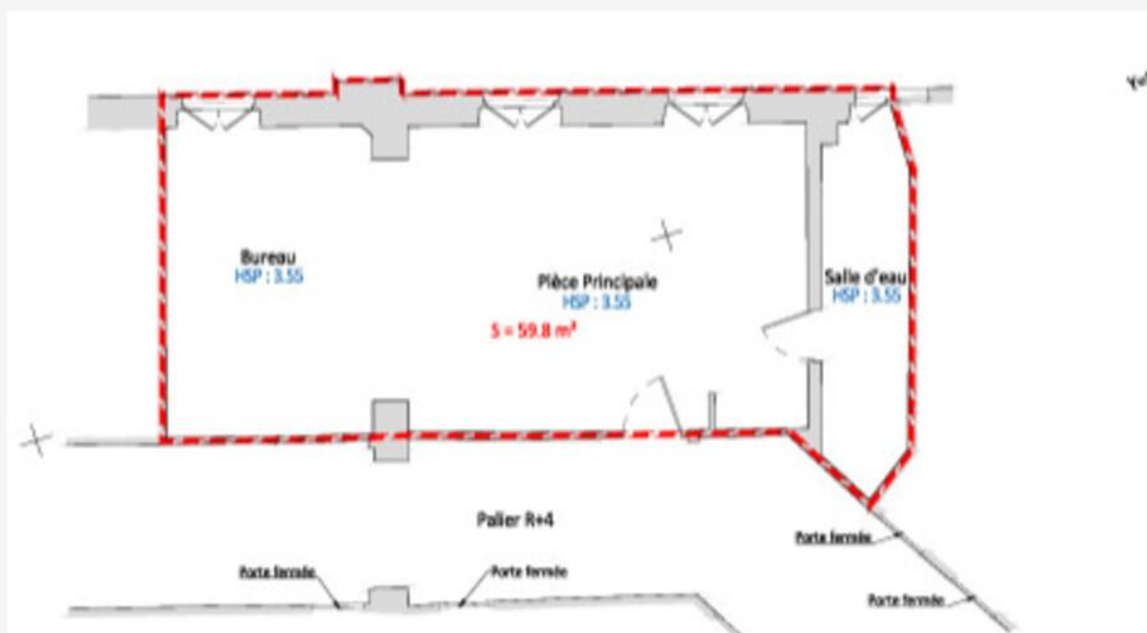 Bureau
HSP : 3.55
Pièce Principale
HSP : 3.55
S = 59.8 m²
Salle d'eau
HSP : 3.55
Palier R+4
Porte fermée
Porte fermée
Porte fermée
Porte fermée